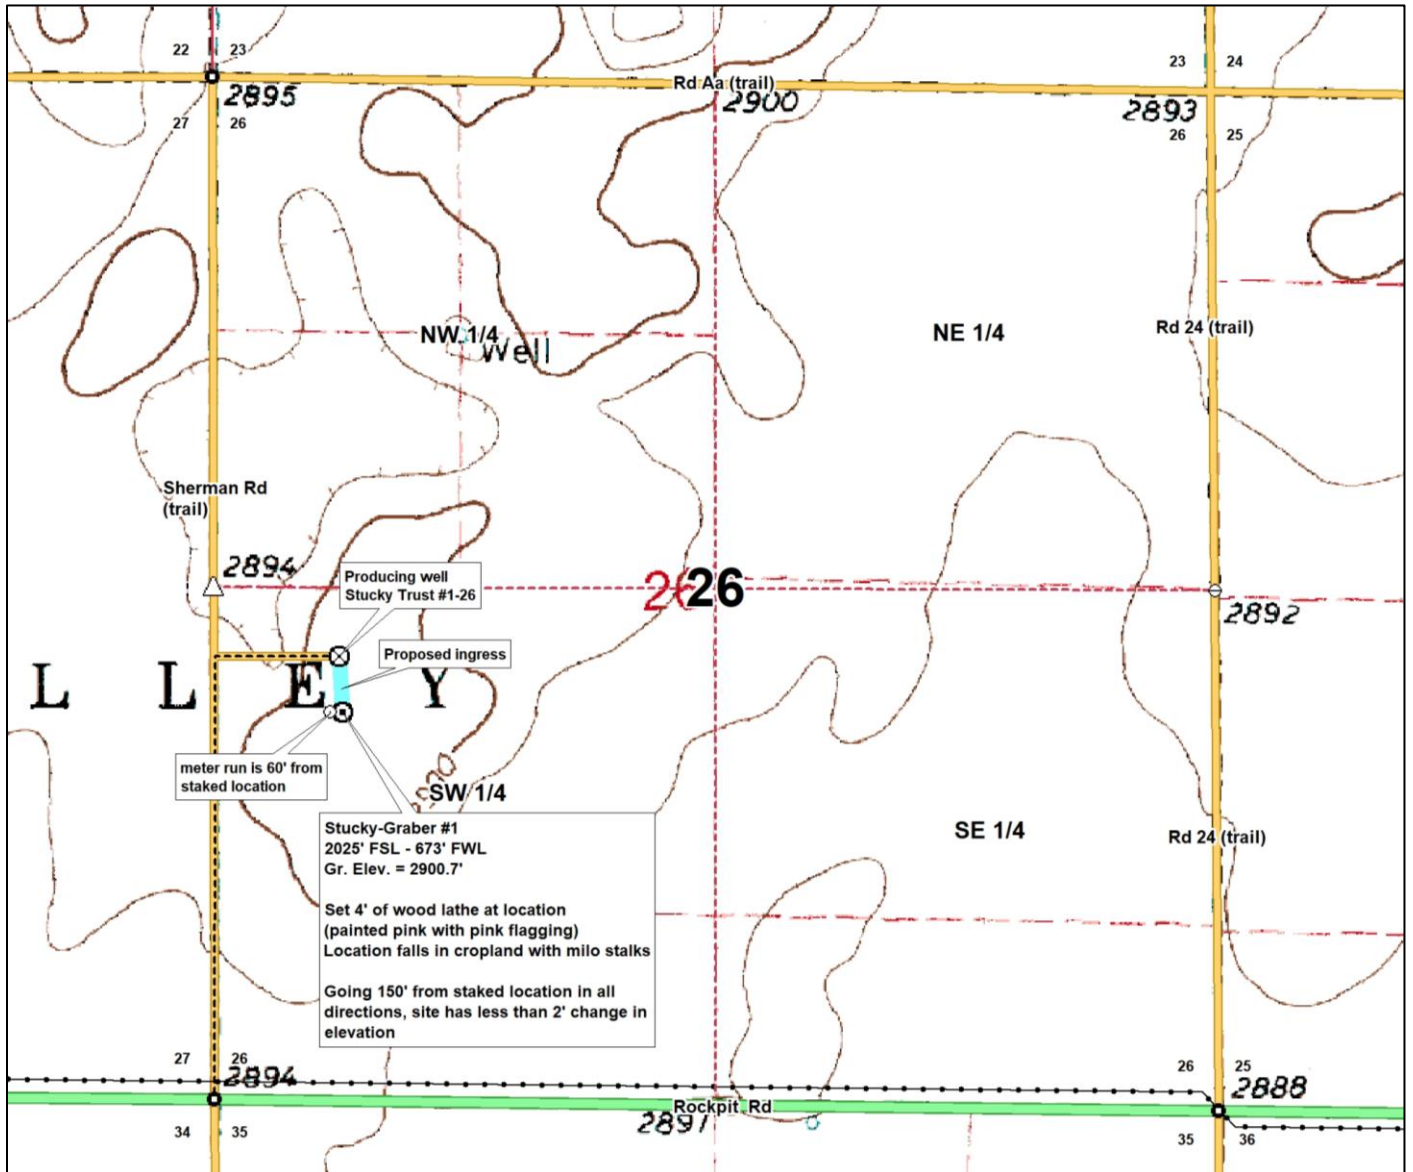 22 23
23 24
Rd Aa (trail)
2895
2900
2893
27 26
26 25
NW 1/4
Well
NE 1/4
Rd 24 (trail)
Sherman Rd
(trail)
2894
Producing well
Stucky Trust #1-26
26
26
2892
Proposed ingress
L L E Y
meter run is 60' from
staked location
SW 1/4
Stucky-Graber #1
2025' FSL - 673' FWL
Gr. Elev. = 2900.7'
Set 4' of wood lathe at location
(painted pink with pink flagging)
Location falls in cropland with milo stalks
Going 150' from staked location in all
directions, site has less than 2' change in
elevation
SE 1/4
Rd 24 (trail)
27 26
26 25
2894
2888
Rockpit Rd
2897
34 35
35 36